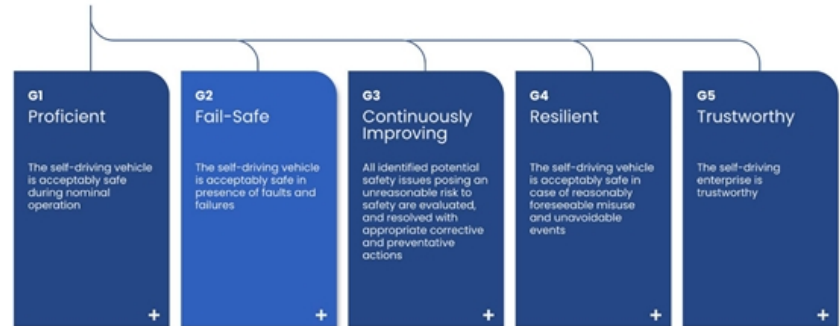 G1
Proficient
The self-driving vehicle
is acceptably safe
during nominal
operation
+
G2
Fail-Safe
The self-driving vehicle
is acceptably safe in
presence of faults and
failures
+
G3
Continuously
Improving
All identified potential
safety issues posing an
unreasonable risk to
safety are evaluated,
and resolved with
appropriate corrective
and preventative
actions
+
G4
Resilient
The self-driving vehicle
is acceptably safe in
case of reasonably
foreseeable misuse
and unavoidable
events
+
G5
Trustworthy
The self-driving
enterprise is
trustworthy
+